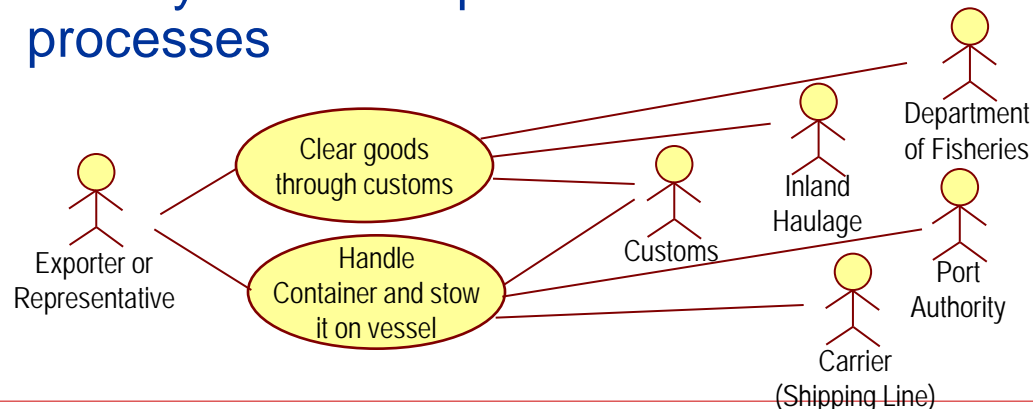 processes
Clear goods
through customs
Handle
Container and stow
it on vessel
Exporter or
Representative
Customs
Inland
Haulage
Department
of Fisheries
Port
Authority
Carrier
(Shipping Line)